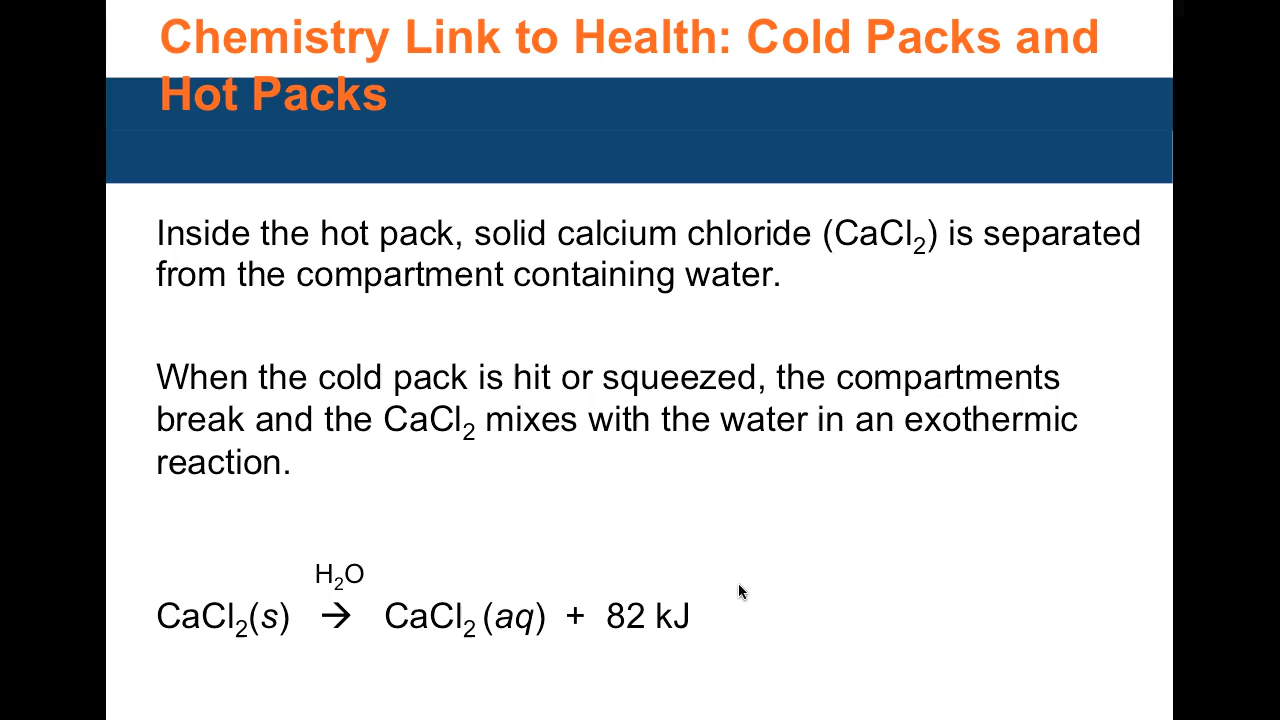 Chemistry Link to Health: Cold Packs and
Hot Packs
Inside the hot pack, solid calcium chloride (CaCl₂) is separated
from the compartment containing water.
When the cold pack is hit or squeezed, the compartments
break and the CaCl₂ mixes with the water in an exothermic
reaction.
H₂O
CaCl₂(s) → CaCl₂ (aq) + 82 kJ